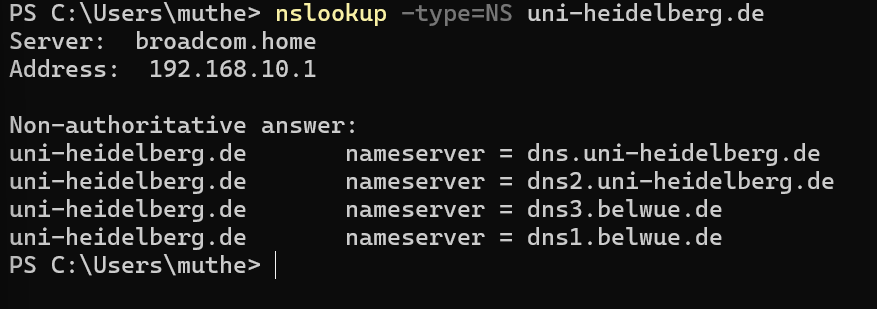 PS C:\Users\muthe> nslookup -type=NS uni-heidelberg.de
Server:  broadcom.home
Address:  192.168.10.1

Non-authoritative answer:
uni-heidelberg.de       nameserver = dns.uni-heidelberg.de
uni-heidelberg.de       nameserver = dns2.uni-heidelberg.de
uni-heidelberg.de       nameserver = dns3.belwue.de
uni-heidelberg.de       nameserver = dns1.belwue.de
PS C:\Users\muthe>